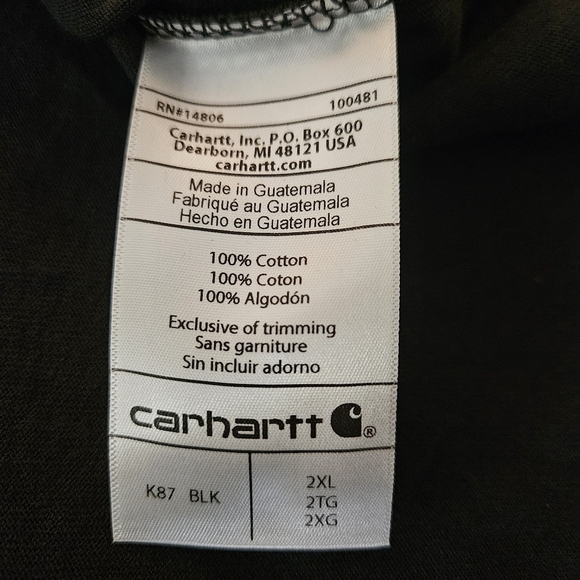 RN#14806 100481
Carhartt, Inc. P.O. Box 600
Dearborn, MI 48121 USA
carhartt.com
Made in Guatemala
Fabriqué au Guatemala
Hecho en Guatemala
100% Cotton
100% Coton
100% Algodón
Exclusive of trimming
Sans garniture
Sin incluir adorno
carhartt ®
K87 BLK
2XL
2TG
2XG